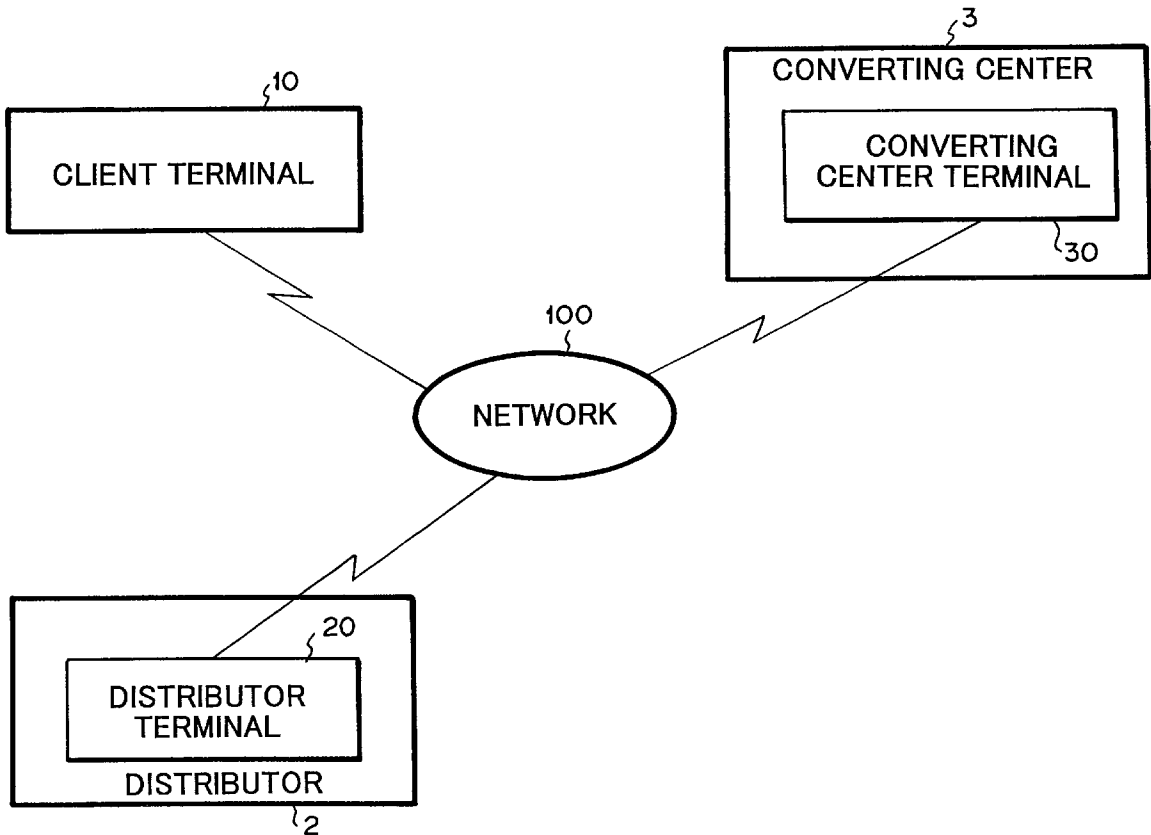 3
CONVERTING CENTER
10
CLIENT TERMINAL
CONVERTING
CENTER TERMINAL
30
100
NETWORK
20
DISTRIBUTOR
TERMINAL
DISTRIBUTOR
2